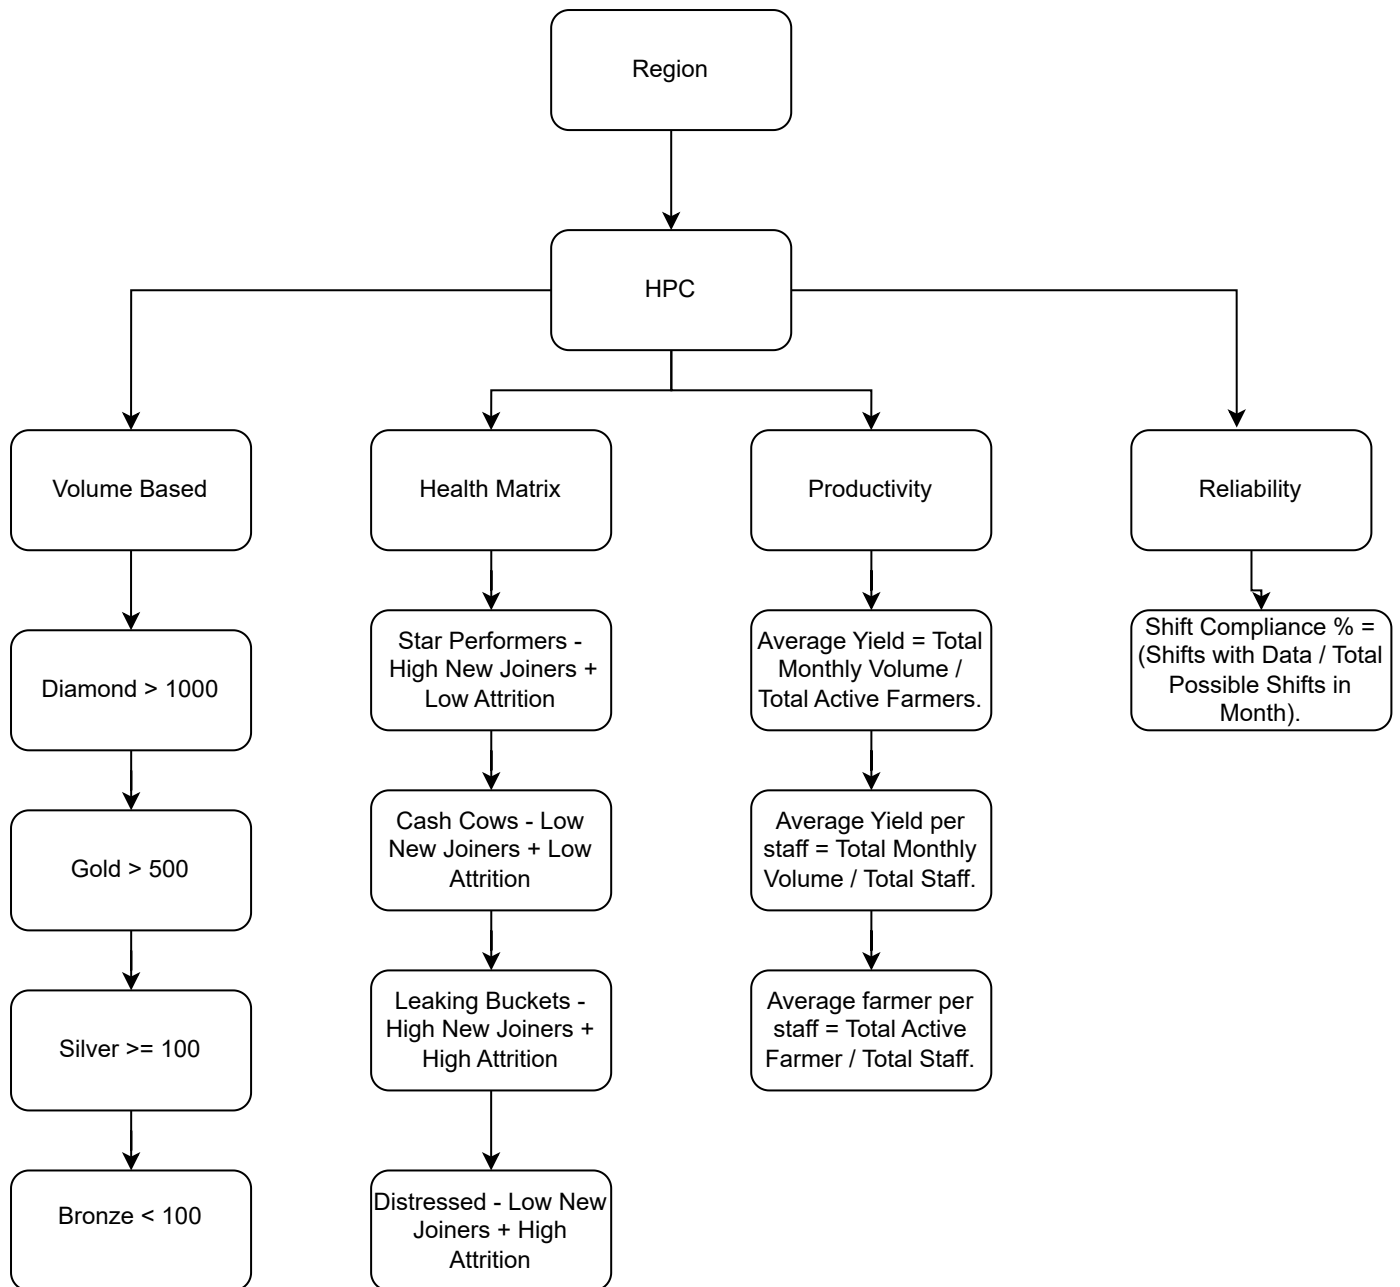 Region
HPC
Volume Based
Health Matrix
Productivity
Reliability
Diamond > 1000
Gold > 500
Silver >= 100
Bronze < 100
Star Performers -
High New Joiners +
Low Attrition
Cash Cows - Low
New Joiners + Low
Attrition
Leaking Buckets -
High New Joiners +
High Attrition
Distressed - Low New
Joiners + High
Attrition
Average Yield = Total
Monthly Volume /
Total Active Farmers.
Average Yield per
staff = Total Monthly
Volume / Total Staff.
Average farmer per
staff = Total Active
Farmer / Total Staff.
Shift Compliance % =
(Shifts with Data / Total
Possible Shifts in
Month).